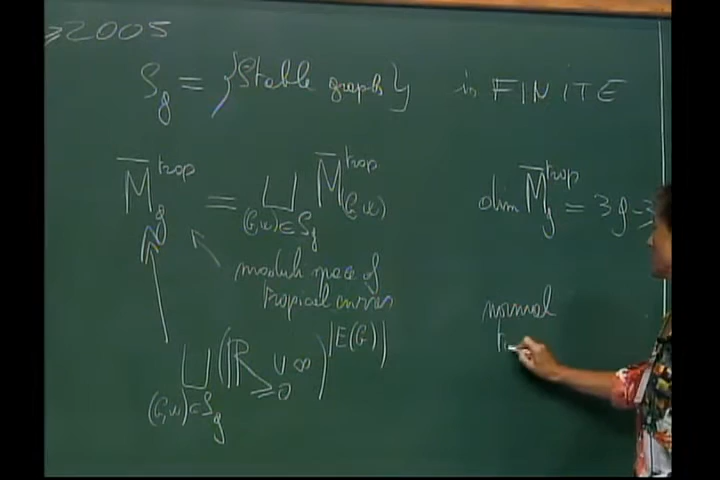 ≥2005
S_g = {Stable graphs} is FINITE
M̄_g^trop = ⊔_{(G,w)∈S_g} M̄_{(G,w)}^trop
dim M̄_g^trop = 3g-3
moduli space of
tropical curves
⊔_{(G,w)∈S_g} (ℝ_{≥0} ∪ ∞)^{|E(G)|}
normal